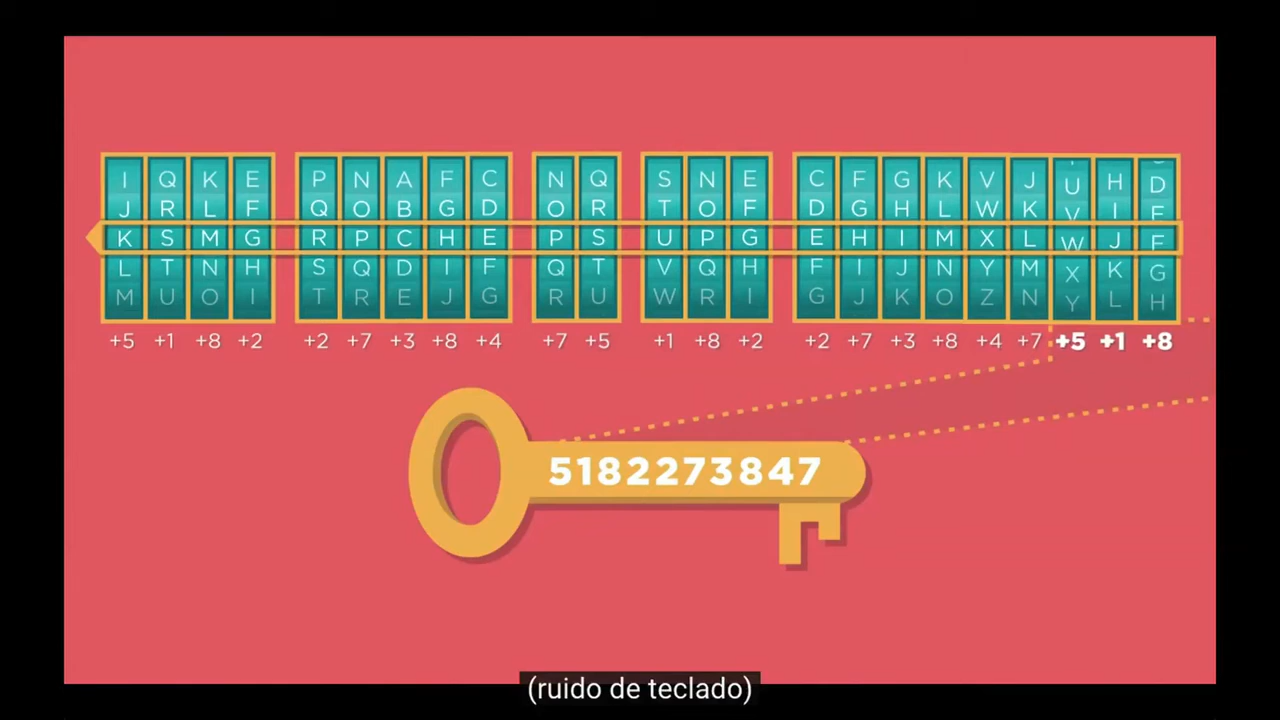 I Q K E P N A F C N Q S N E C F G K V J U H D
J R L F Q O B G D O R T O F D G H L W K V I E
K S M G R P C H E P S U P G E H I M X L W J F
L T N H S Q D I F Q T V Q H F I J N Y M X K G
M U O I T R E J G R U W R I G J K O Z N Y L H
+5 +1 +8 +2 +2 +7 +3 +8 +4 +7 +5 +1 +8 +2 +2 +7 +3 +8 +4 +7 +5 +1 +8
5182273847
(ruido de teclado)